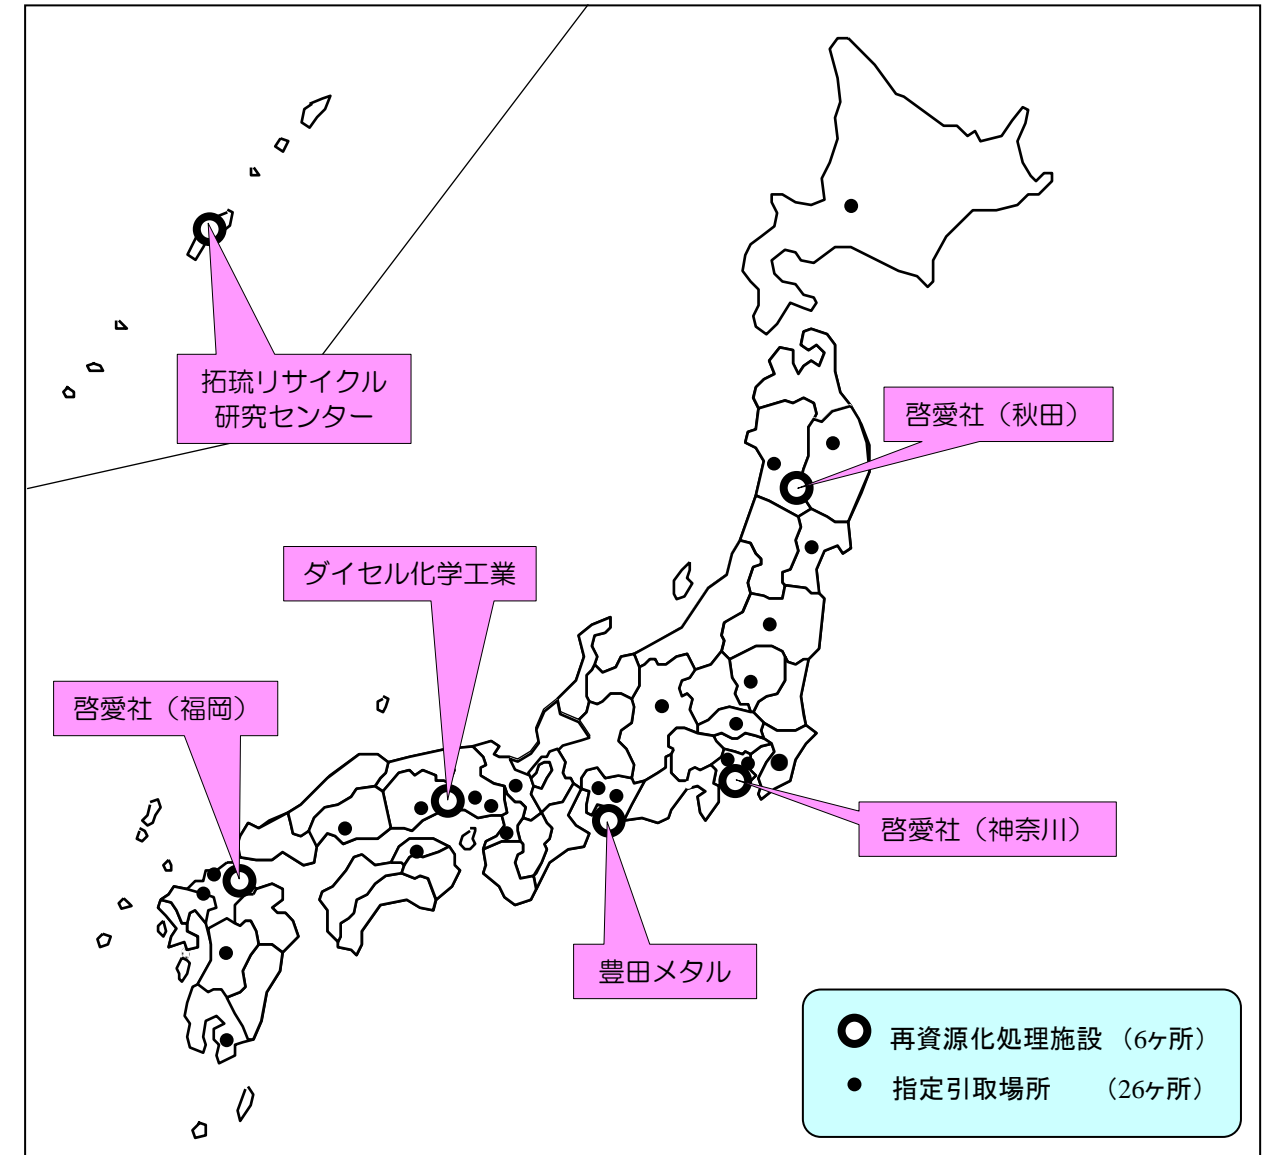 拓琉リサイクル
研究センター
啓愛社（秋田）
ダイセル化学工業
啓愛社（福岡）
啓愛社（神奈川）
豊田メタル
再資源化処理施設 （6ヶ所）
指定引取場所 （26ヶ所）